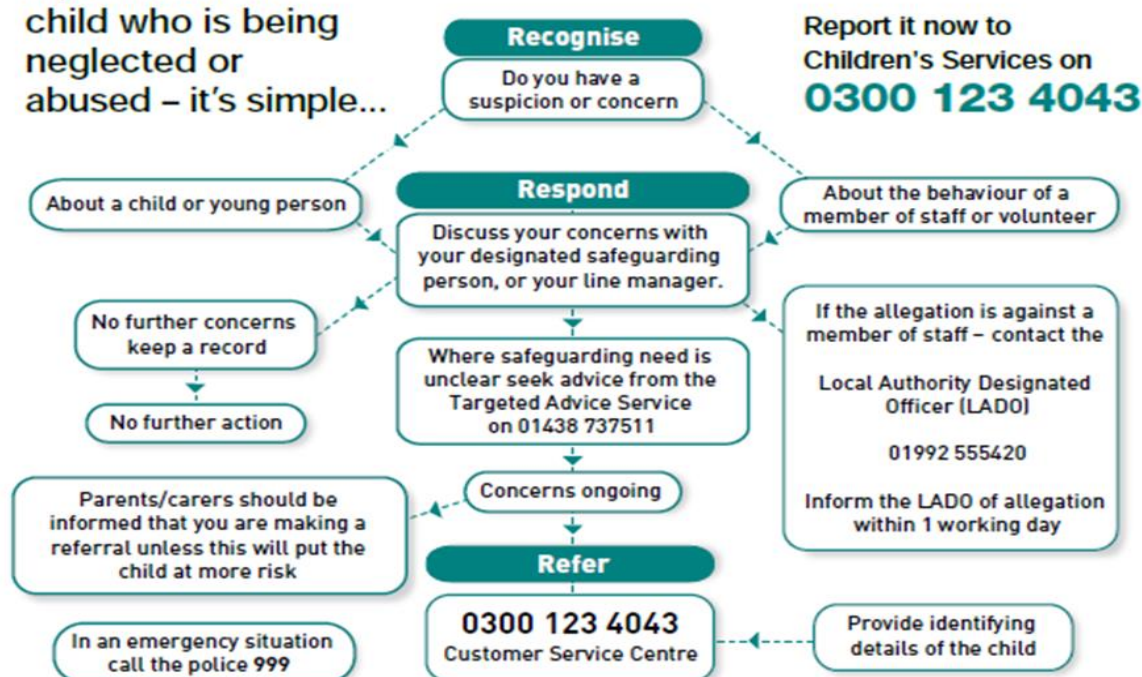 child who is being
neglected or
abused – it's simple...
Report it now to
Children's Services on
0300 123 4043
Recognise
Do you have a
suspicion or concern
About a child or young person
About the behaviour of a
member of staff or volunteer
Respond
Discuss your concerns with
your designated safeguarding
person, or your line manager.
No further concerns
keep a record
No further action
Where safeguarding need is
unclear seek advice from the
Targeted Advice Service
on 01438 737511
If the allegation is against a
member of staff – contact the
Local Authority Designated
Officer (LADO)
01992 555420
Inform the LADO of allegation
within 1 working day
Concerns ongoing
Parents/carers should be
informed that you are making a
referral unless this will put the
child at more risk
Refer
0300 123 4043
Customer Service Centre
Provide identifying
details of the child
In an emergency situation
call the police 999